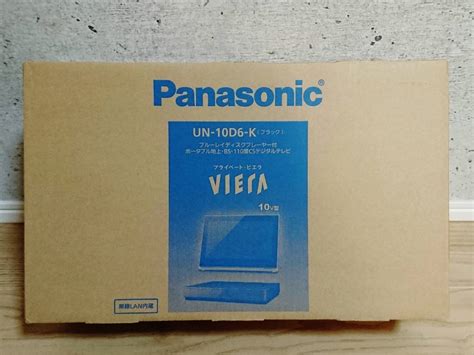 Panasonic®
UN-10D6-K(ブラック)
ブルーレイディスクプレーヤー付
ポータブル地上・BS・110度CSデジタルテレビ
プライベート・ビエラ
VIErA
10v型
無線LAN内蔵